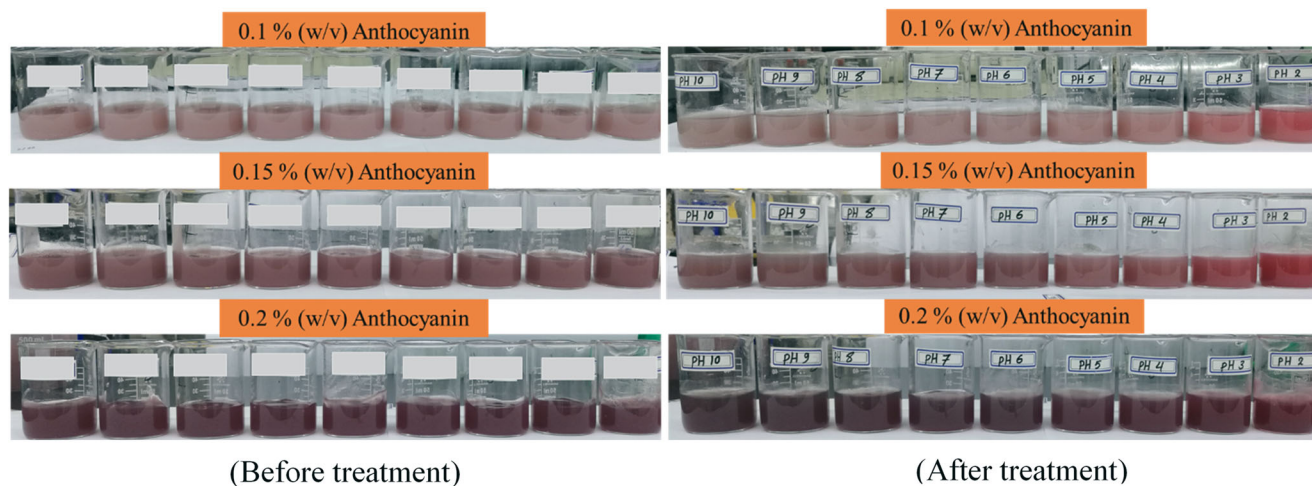 0.1 % (w/v) Anthocyanin
0.15 % (w/v) Anthocyanin
0.2 % (w/v) Anthocyanin
(Before treatment)
0.1 % (w/v) Anthocyanin
PH 10 PH 9 PH 8 PH 7 PH 6 PH 5 PH 4 PH 3 PH 2
0.15 % (w/v) Anthocyanin
PH 10 PH 9 PH 8 PH 7 PH 6 PH 5 PH 4 PH 3 PH 2
0.2 % (w/v) Anthocyanin
PH 10 PH 9 PH 8 PH 7 PH 6 PH 5 PH 4 PH 3 PH 2
(After treatment)